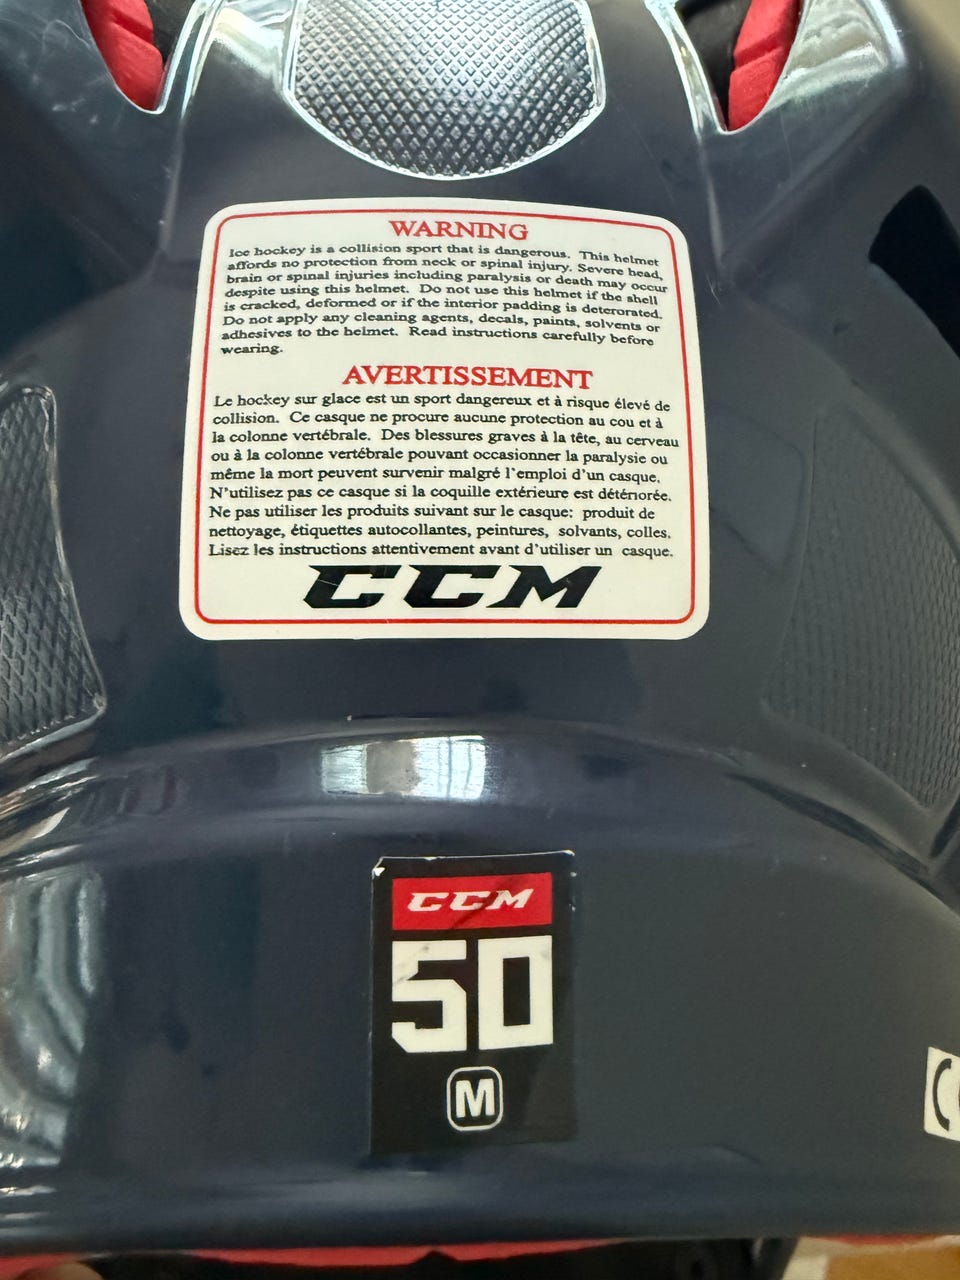 WARNING
Ice hockey is a collision sport that is dangerous. This helmet
affords no protection from neck or spinal injury. Severe head,
brain or spinal injuries including paralysis or death may occur
despite using this helmet. Do not use this helmet if the shell
is cracked, deformed or if the interior padding is deterorated.
Do not apply any cleaning agents, decals, paints, solvents or
adhesives to the helmet. Read instructions carefully before
wearing.
AVERTISSEMENT
Le hockey sur glace est un sport dangereux et à risque élevé de
collision. Ce casque ne procure aucune protection au cou et à
la colonne vertébrale. Des blessures graves à la tête, au cerveau
ou à la colonne vertébrale pouvant occasionner la paralysie ou
même la mort peuvent survenir malgré l'emploi d'un casque.
N'utilisez pas ce casque si la coquille extérieure est détériorée.
Ne pas utiliser les produits suivant sur le casque: produit de
nettoyage, étiquettes autocollantes, peintures, solvants, colles.
Lisez les instructions attentivement avant d'utiliser un casque.
CCM
CCM
50
M